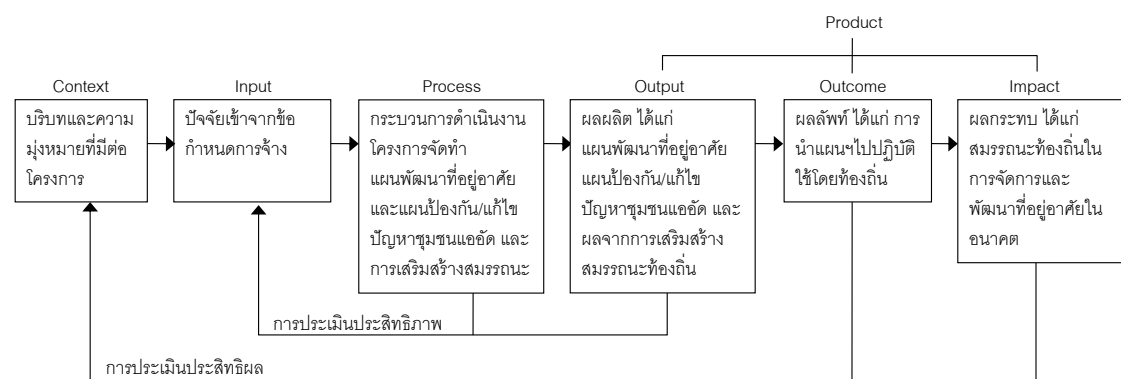 Product
Context
บริบทและความ
มุ่งหมายที่มีต่อ
โครงการ
Input
ปัจจัยเข้าจากข้อ
กำหนดการจ้าง
Process
กระบวนการดำเนินงาน
โครงการจัดทำ
แผนพัฒนาที่อยู่อาศัย
และแผนป้องกัน/แก้ไข
ปัญหาชุมชนแออัด และ
การเสริมสร้างสมรรถนะ
Output
ผลผลิต ได้แก่
แผนพัฒนาที่อยู่อาศัย
แผนป้องกัน/แก้ไข
ปัญหาชุมชนแออัด และ
ผลจากการเสริมสร้าง
สมรรถนะท้องถิ่น
Outcome
ผลลัพท์ ได้แก่ การ
นำแผนฯไปปฏิบัติ
ใช้โดยท้องถิ่น
Impact
ผลกระทบ ได้แก่
สมรรถนะท้องถิ่นใน
การจัดการและ
พัฒนาที่อยู่อาศัยใน
อนาคต
การประเมินประสิทธิภาพ
การประเมินประสิทธิผล